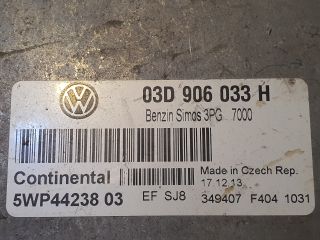 03D 906 033 H
Benzin Simos 3PG 7000
Continental
Made in Czech Rep.
17.12.13
5WP44238 03 EF SJ8 349407 F404 1031